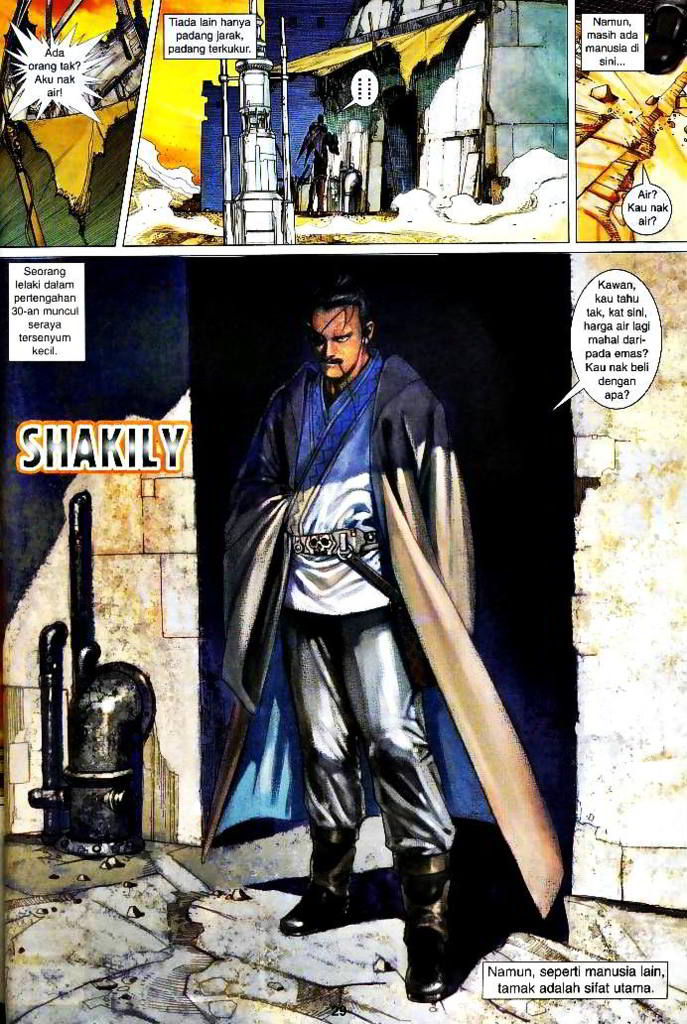 Ada
orang tak?
Aku nak
air!
Tiada lain hanya
padang jarak,
padang terkukur.
Namun,
masih ada
manusia di
sini...
Air?
Kau nak
air?
Seorang
lelaki dalam
pertengahan
30-an muncul
seraya
tersenyum
kecil.
Kawan,
kau tahu
tak, kat sini,
harga air lagi
mahal dari-
pada emas?
Kau nak beli
dengan
apa?
SHAKILY
Namun, seperti manusia lain,
tamak adalah sifat utama.
29